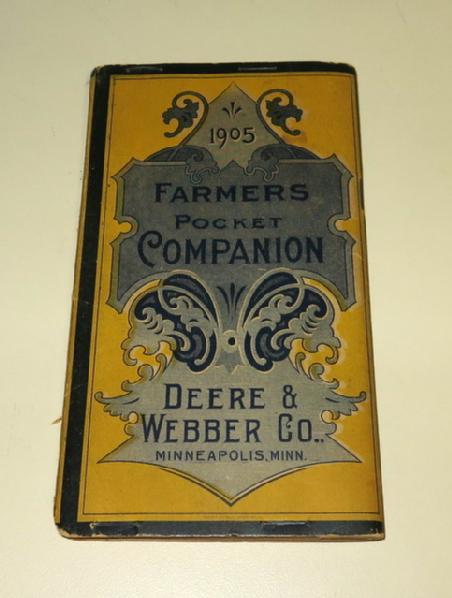 1905
FARMERS
POCKET
COMPANION
DEERE &
WEBBER CO.,
MINNEAPOLIS, MINN.